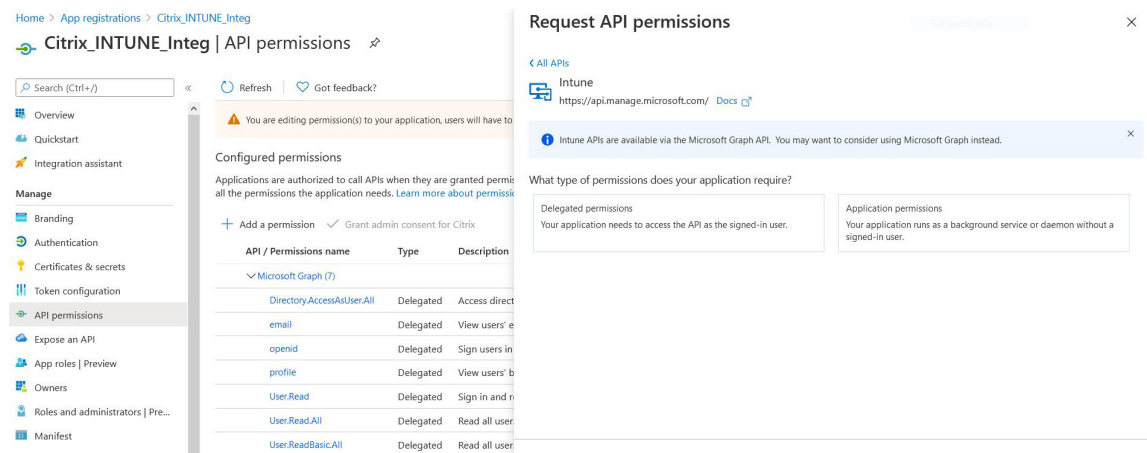 Home > App registrations > Citrix_INTUNE_Integ
Citrix_INTUNE_Integ | API permissions
Search (Ctrl+/)
«
Overview
Quickstart
Integration assistant
Manage
Branding
Authentication
Certificates & secrets
Token configuration
API permissions
Expose an API
App roles | Preview
Owners
Roles and administrators | Pre...
Manifest
Refresh
Got feedback?
You are editing permission(s) to your application, users will have to
Configured permissions
Applications are authorized to call APIs when they are granted permis
all the permissions the application needs. Learn more about permissio
Add a permission
Grant admin consent for Citrix
API / Permissions name Type Description
Microsoft Graph (7)
Directory.AccessAsUser.All Delegated Access direct
email Delegated View users' e
openid Delegated Sign users in
profile Delegated View users' b
User.Read Delegated Sign in and r
User.Read.All Delegated Read all user
User.ReadBasic.All Delegated Read all user
Request API permissions
All APIs
Intune
https://api.manage.microsoft.com/ Docs
Intune APIs are available via the Microsoft Graph API. You may want to consider using Microsoft Graph instead.
What type of permissions does your application require?
Delegated permissions
Your application needs to access the API as the signed-in user.
Application permissions
Your application runs as a background service or daemon without a
signed-in user.